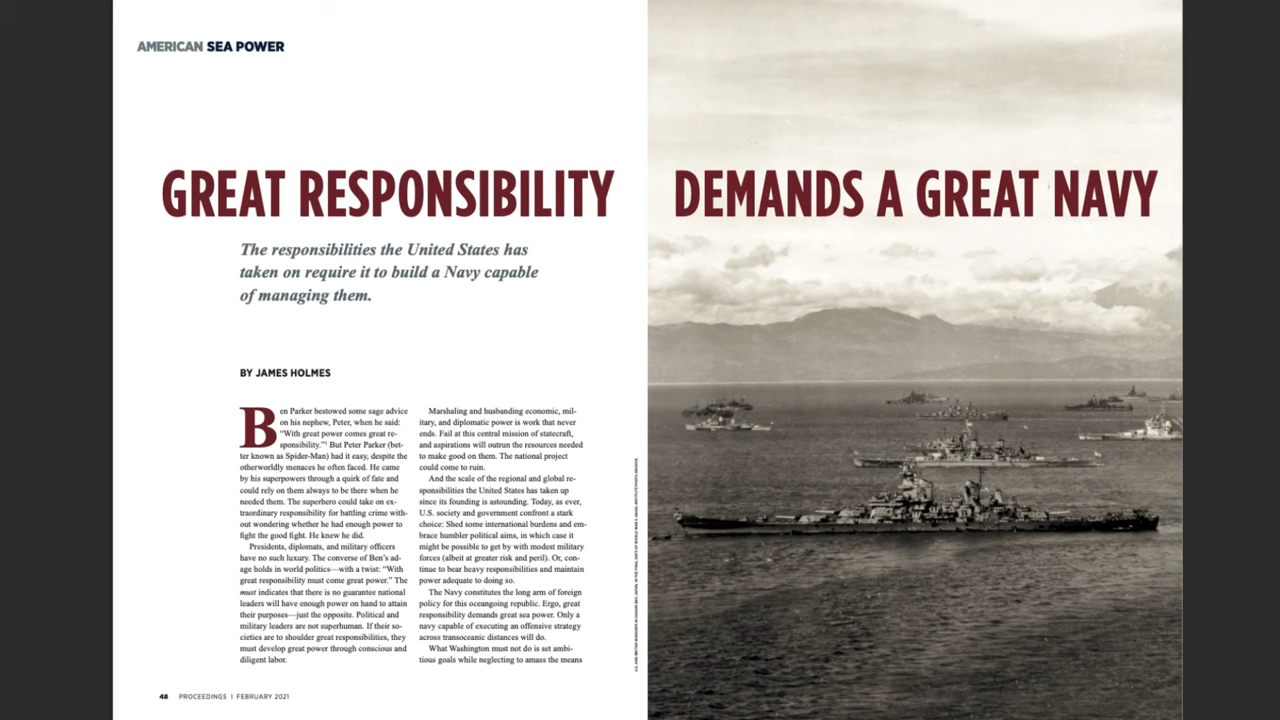 AMERICAN SEA POWER
GREAT RESPONSIBILITY DEMANDS A GREAT NAVY
The responsibilities the United States has
taken on require it to build a Navy capable
of managing them.
BY JAMES HOLMES
Ben Parker bestowed some sage advice
on his nephew, Peter, when he said:
“With great power comes great re-
sponsibility.”1 But Peter Parker (bet-
ter known as Spider-Man) had it easy, despite the
otherworldly menaces he often faced. He came
by his superpowers through a quirk of fate and
could rely on them always to be there when he
needed them. The superhero could take on ex-
traordinary responsibility for battling crime with-
out wondering whether he had enough power to
fight the good fight. He knew he did.
Presidents, diplomats, and military officers
have no such luxury. The converse of Ben’s ad-
age holds in world politics—with a twist: “With
great responsibility must come great power.” The
must indicates that there is no guarantee national
leaders will have enough power on hand to attain
their purposes—just the opposite. Political and
military leaders are not superhuman. If their so-
cieties are to shoulder great responsibilities, they
must develop great power through conscious and
diligent labor.
Marshaling and husbanding economic, mil-
itary, and diplomatic power is work that never
ends. Fail at this central mission of statecraft,
and aspirations will outrun the resources needed
to make good on them. The national project
could come to ruin.
And the scale of the regional and global re-
sponsibilities the United States has taken up
since its founding is astounding. Today, as ever,
U.S. society and government confront a stark
choice: Shed some international burdens and em-
brace humbler political aims, in which case it
might be possible to get by with modest military
forces (albeit at greater risk and peril). Or, con-
tinue to bear heavy responsibilities and maintain
power adequate to doing so.
The Navy constitutes the long arm of foreign
policy for this oceangoing republic. Ergo, great
responsibility demands great sea power. Only a
navy capable of executing an offensive strategy
across transoceanic distances will do.
What Washington must not do is set ambi-
tious goals while neglecting to amass the means
48 PROCEEDINGS | FEBRUARY 2021